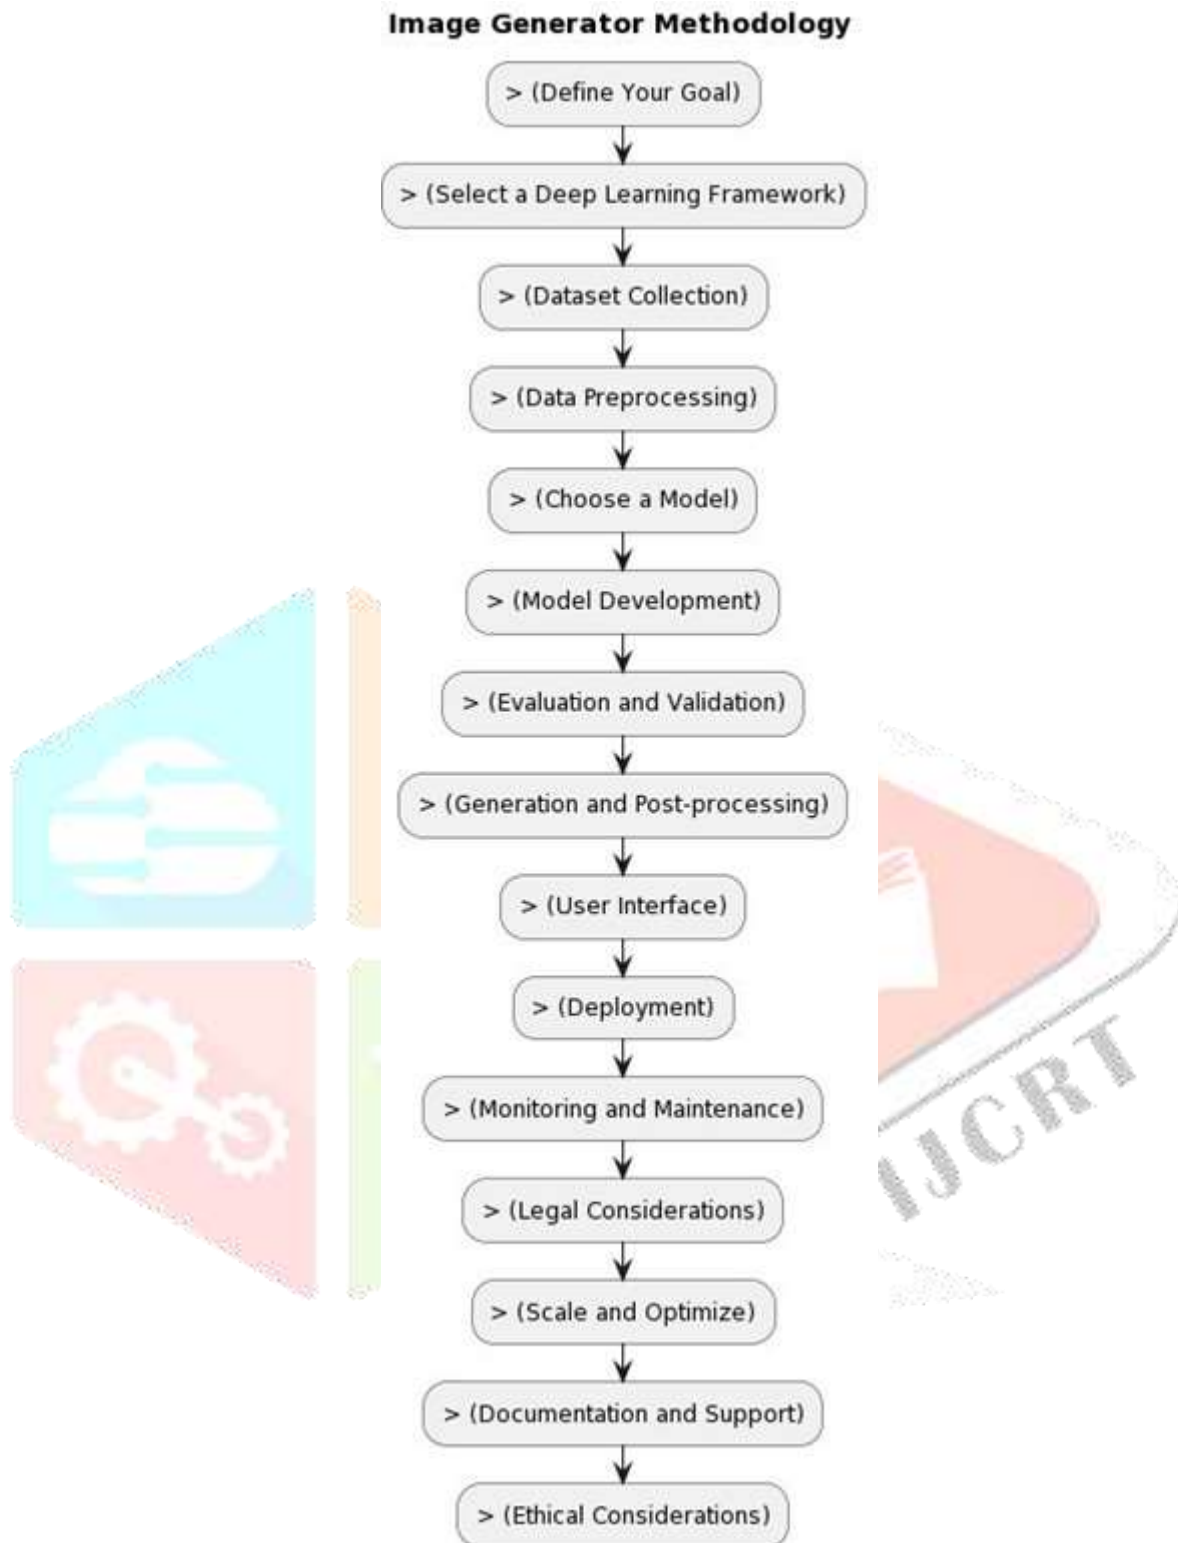 Image Generator Methodology
> (Define Your Goal)
> (Select a Deep Learning Framework)
> (Dataset Collection)
> (Data Preprocessing)
> (Choose a Model)
> (Model Development)
> (Evaluation and Validation)
> (Generation and Post-processing)
> (User Interface)
> (Deployment)
> (Monitoring and Maintenance)
> (Legal Considerations)
> (Scale and Optimize)
> (Documentation and Support)
> (Ethical Considerations)
IJCRT